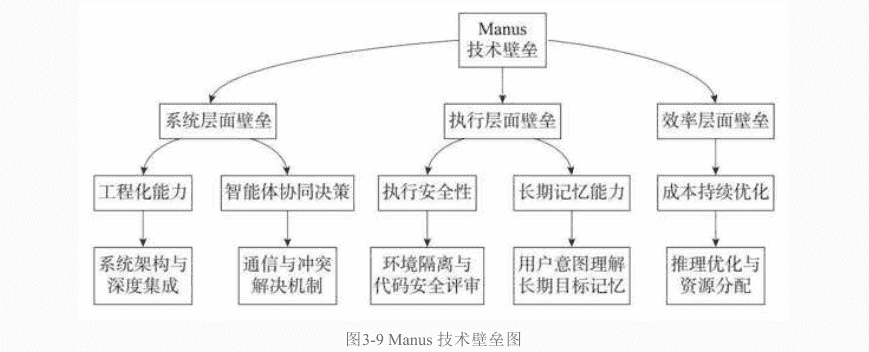 Manus
技术壁垒
系统层面壁垒
执行层面壁垒
效率层面壁垒
工程化能力
智能体协同决策
执行安全性
长期记忆能力
成本持续优化
系统架构与
深度集成
通信与冲突
解决机制
环境隔离与
代码安全评审
用户意图理解
长期目标记忆
推理优化与
资源分配
图3-9 Manus 技术壁垒图